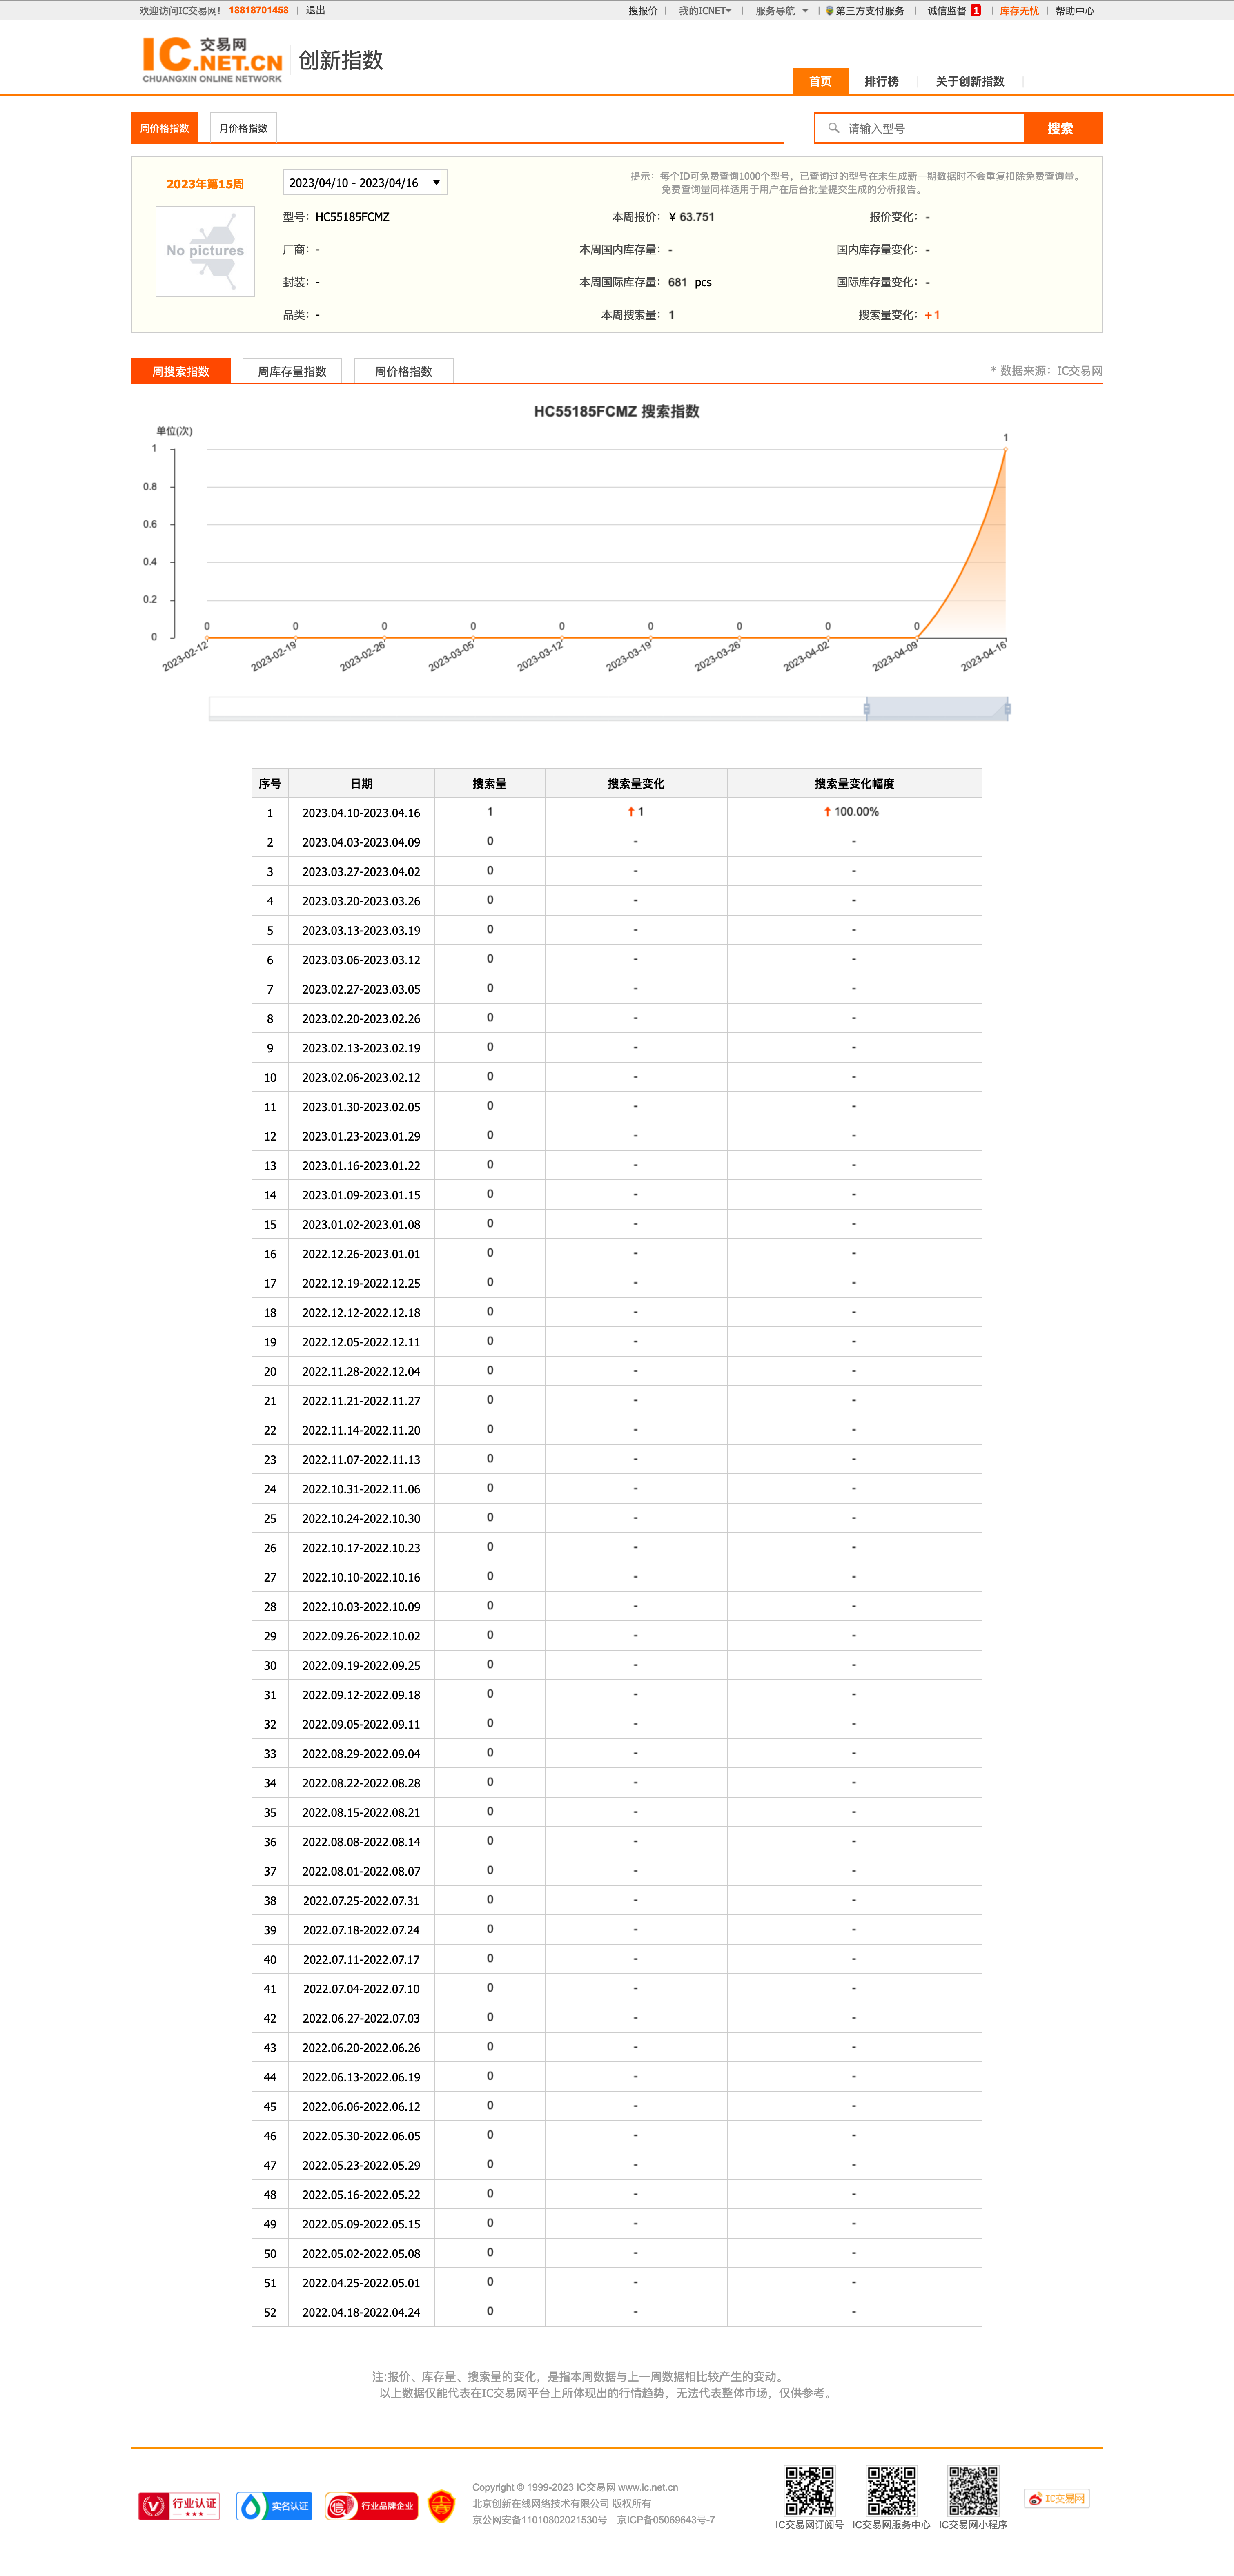 欢迎访问IC交易网! 18818701458 | 退出 搜报价 | 我的ICNET | 服务导航 | 第三方支付服务 | 诚信监督 1 | 库存无忧 | 帮助中心
IC 交易网 .NET.CN
CHUANGXIN ONLINE NETWORK
创新指数
首页 排行榜 关于创新指数
周价格指数 月价格指数 请输入型号 搜索
2023年第15周 2023/04/10 - 2023/04/16
提示：每个ID可免费查询1000个型号，已查询过的型号在未生成新一期数据时不会重复扣除免费查询量。
免费查询量同样适用于用户在后台批量提交生成的分析报告。
No pictures
型号：HC55185FCMZ 本周报价：¥ 63.751 报价变化：-
厂商：- 本周国内库存量：- 国内库存量变化：-
封装：- 本周国际库存量：681 pcs 国际库存量变化：-
品类：- 本周搜索量：1 搜索量变化：+1
周搜索指数 周库存量指数 周价格指数 * 数据来源：IC交易网
HC55185FCMZ 搜索指数
单位(次)
1
1
0.8
0.6
0.4
0.2
0 0 0 0 0 0 0 0 0
0
2023-02-12 2023-02-19 2023-02-26 2023-03-05 2023-03-12 2023-03-19 2023-03-26 2023-04-02 2023-04-09 2023-04-16
序号 日期 搜索量 搜索量变化 搜索量变化幅度
1 2023.04.10-2023.04.16 1 ↑ 1 ↑ 100.00%
2 2023.04.03-2023.04.09 0 - -
3 2023.03.27-2023.04.02 0 - -
4 2023.03.20-2023.03.26 0 - -
5 2023.03.13-2023.03.19 0 - -
6 2023.03.06-2023.03.12 0 - -
7 2023.02.27-2023.03.05 0 - -
8 2023.02.20-2023.02.26 0 - -
9 2023.02.13-2023.02.19 0 - -
10 2023.02.06-2023.02.12 0 - -
11 2023.01.30-2023.02.05 0 - -
12 2023.01.23-2023.01.29 0 - -
13 2023.01.16-2023.01.22 0 - -
14 2023.01.09-2023.01.15 0 - -
15 2023.01.02-2023.01.08 0 - -
16 2022.12.26-2023.01.01 0 - -
17 2022.12.19-2022.12.25 0 - -
18 2022.12.12-2022.12.18 0 - -
19 2022.12.05-2022.12.11 0 - -
20 2022.11.28-2022.12.04 0 - -
21 2022.11.21-2022.11.27 0 - -
22 2022.11.14-2022.11.20 0 - -
23 2022.11.07-2022.11.13 0 - -
24 2022.10.31-2022.11.06 0 - -
25 2022.10.24-2022.10.30 0 - -
26 2022.10.17-2022.10.23 0 - -
27 2022.10.10-2022.10.16 0 - -
28 2022.10.03-2022.10.09 0 - -
29 2022.09.26-2022.10.02 0 - -
30 2022.09.19-2022.09.25 0 - -
31 2022.09.12-2022.09.18 0 - -
32 2022.09.05-2022.09.11 0 - -
33 2022.08.29-2022.09.04 0 - -
34 2022.08.22-2022.08.28 0 - -
35 2022.08.15-2022.08.21 0 - -
36 2022.08.08-2022.08.14 0 - -
37 2022.08.01-2022.08.07 0 - -
38 2022.07.25-2022.07.31 0 - -
39 2022.07.18-2022.07.24 0 - -
40 2022.07.11-2022.07.17 0 - -
41 2022.07.04-2022.07.10 0 - -
42 2022.06.27-2022.07.03 0 - -
43 2022.06.20-2022.06.26 0 - -
44 2022.06.13-2022.06.19 0 - -
45 2022.06.06-2022.06.12 0 - -
46 2022.05.30-2022.06.05 0 - -
47 2022.05.23-2022.05.29 0 - -
48 2022.05.16-2022.05.22 0 - -
49 2022.05.09-2022.05.15 0 - -
50 2022.05.02-2022.05.08 0 - -
51 2022.04.25-2022.05.01 0 - -
52 2022.04.18-2022.04.24 0 - -
注:报价、库存量、搜索量的变化，是指本周数据与上一周数据相比较产生的变动。
以上数据仅能代表在IC交易网平台上所体现出的行情趋势，无法代表整体市场，仅供参考。
行业认证 实名认证 行业品牌企业
Copyright © 1999-2023 IC交易网 www.ic.net.cn
北京创新在线网络技术有限公司 版权所有
京公网安备11010802021530号 京ICP备05069643号-7
IC交易网订阅号 IC交易网服务中心 IC交易网小程序
IC交易网